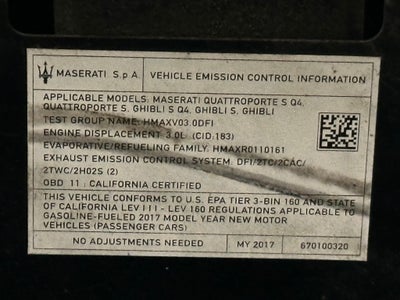 MASERATI S.p.A. VEHICLE EMISSION CONTROL INFORMATION
APPLICABLE MODELS: MASERATI QUATTROPORTE S Q4,
QUATTROPORTE S, GHIBLI S Q4, GHIBLI S, GHIBLI
TEST GROUP NAME: HMAXV03.0DFI
ENGINE DISPLACEMENT: 3.0L (CID.183)
EVAPORATIVE/REFUELING FAMILY: HMAXR0110161
EXHAUST EMISSION CONTROL SYSTEM: DFI/2TC/2CAC/
2TWC/2HO2S (2)
OBD 11: CALIFORNIA CERTIFIED
THIS VEHICLE CONFORMS TO U.S. EPA TIER 3-BIN 160 AND STATE
OF CALIFORNIA LEV III - LEV 160 REGULATIONS APPLICABLE TO
GASOLINE-FUELED 2017 MODEL YEAR NEW MOTOR
VEHICLES (PASSENGER CARS)
NO ADJUSTMENTS NEEDED MY 2017 670100320